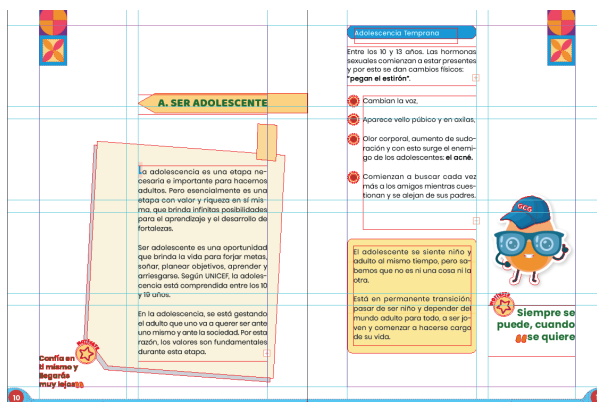 A. SER ADOLESCENTE
La adolescencia es una etapa ne-
cesaria e importante para hacernos
adultos. Pero esencialmente es una
etapa con valor y riqueza en sí mis-
ma, que brinda infinitas posibilidades
para el aprendizaje y el desarrollo de
fortalezas.
Ser adolescente es una oportunidad
que brinda la vida para forjar metas,
soñar, planear objetivos, aprender y
arriesgarse. Según UNICEF, la adoles-
cencia está comprendida entre los 10
y 19 años.
En la adolescencia, se está gestando
el adulto que uno va a querer ser ante
uno mismo y ante la sociedad. Por esta
razón, los valores son fundamentales
durante esta etapa.
Confía en
ti mismo y
llegarás
muy lejos
10
Adolescencia Temprana
Entre los 10 y 13 años. Las hormonas
sexuales comienzan a estar presentes
y por esto se dan cambios físicos:
"pegan el estirón".
Cambian la voz,
Aparece vello púbico y en axilas,
Olor corporal, aumento de sudo-
ración y con esto surge el enemi-
go de los adolescentes: el acné.
Comienzan a buscar cada vez
más a los amigos mientras cues-
tionan y se alejan de sus padres.
El adolescente se siente niño y
adulto al mismo tiempo, pero sa-
bemos que no es ni una cosa ni la
otra.
Está en permanente transición:
pasar de ser niño y depender del
mundo adulto para todo, a ser jo-
ven y comenzar a hacerse cargo
de su vida.
GCG
Siempre se
puede, cuando
se quiere